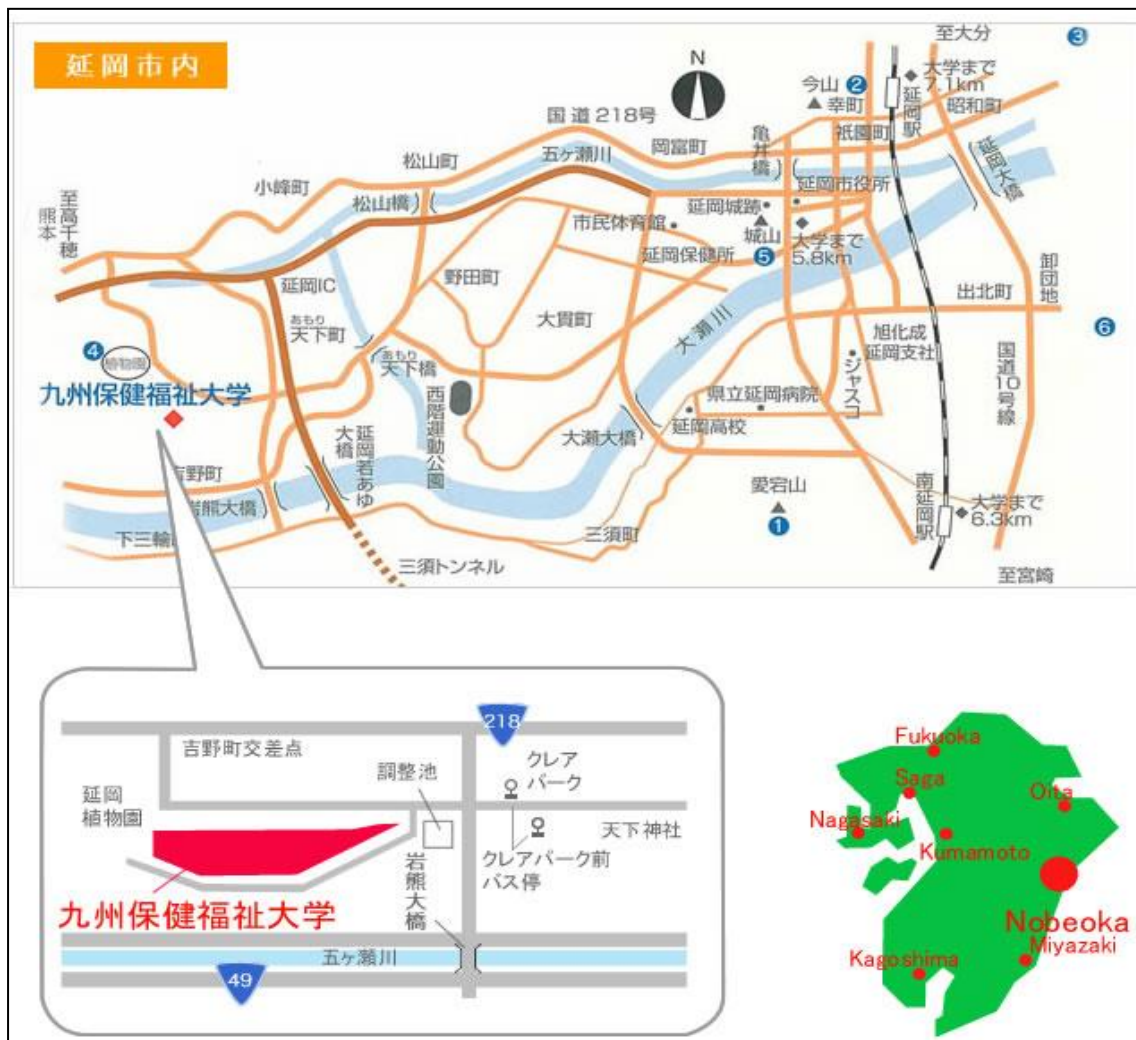 延岡市内
至大分
3
N
今山
2
大学まで
7.1km
幸町
延岡駅
昭和町
国道218号
亀井橋
祇園町
岡富町
五ヶ瀬川
松山町
延岡大橋
小峰町
松山橋
延岡市役所
延岡城跡
至高千穂
熊本
市民体育館
城山
大学まで
5.8km
延岡保健所
5
延岡IC
野田町
卸団地
出北町
大貫町
大瀬川
6
あもり
天下町
旭化成
延岡支社
4
植物園
あもり
天下橋
ジャスコ
国道10号線
九州保健福祉大学
西階運動公園
県立延岡病院
大瀬大橋
延岡高校
延岡若あゆ
大橋
吉野町
岩熊大橋
愛宕山
1
南延岡駅
大学まで
6.3km
三須町
三須トンネル
至宮崎
218
吉野町交差点
クレア
パーク
調整池
延岡
植物園
天下神社
クレアパーク前
バス停
岩熊大橋
九州保健福祉大学
五ヶ瀬川
49
Fukuoka
Saga
Oita
Nagasaki
Kumamoto
Nobeoka
Miyazaki
Kagoshima